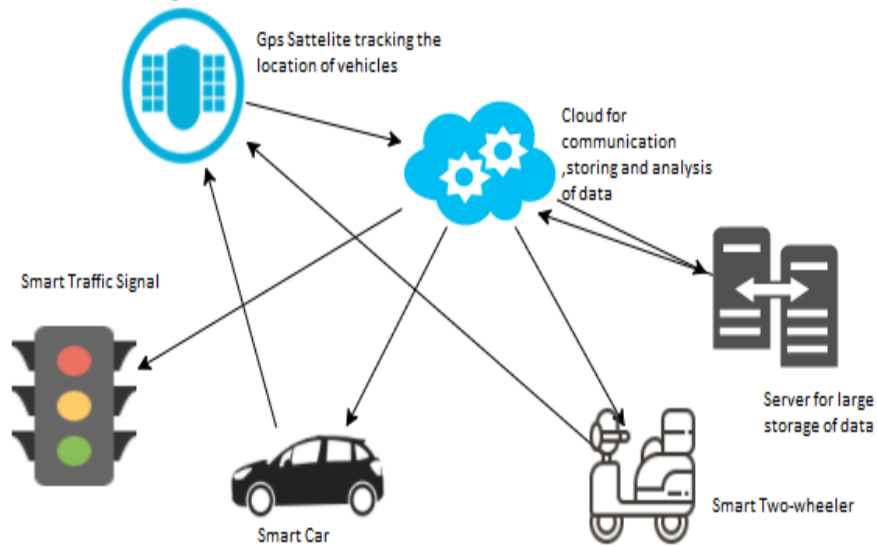 Gps Sattelite tracking the
location of vehicles
Cloud for
communication
,storing and analysis
of data
Smart Traffic Signal
Server for large
storage of data
Smart Two-wheeler
Smart Car